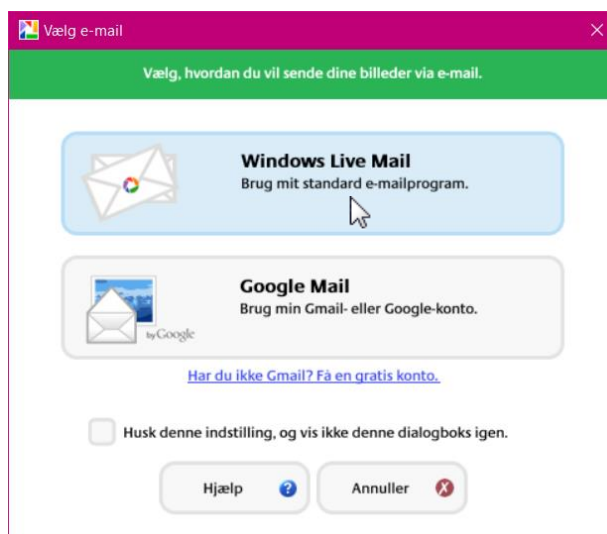 Vælg e-mail
Vælg, hvordan du vil sende dine billeder via e-mail.
Windows Live Mail
Brug mit standard e-mailprogram.
Google Mail
Brug min Gmail- eller Google-konto.
by Google
Har du ikke Gmail? Få en gratis konto.
Husk denne indstilling, og vis ikke denne dialogboks igen.
Hjælp ?
Annuller